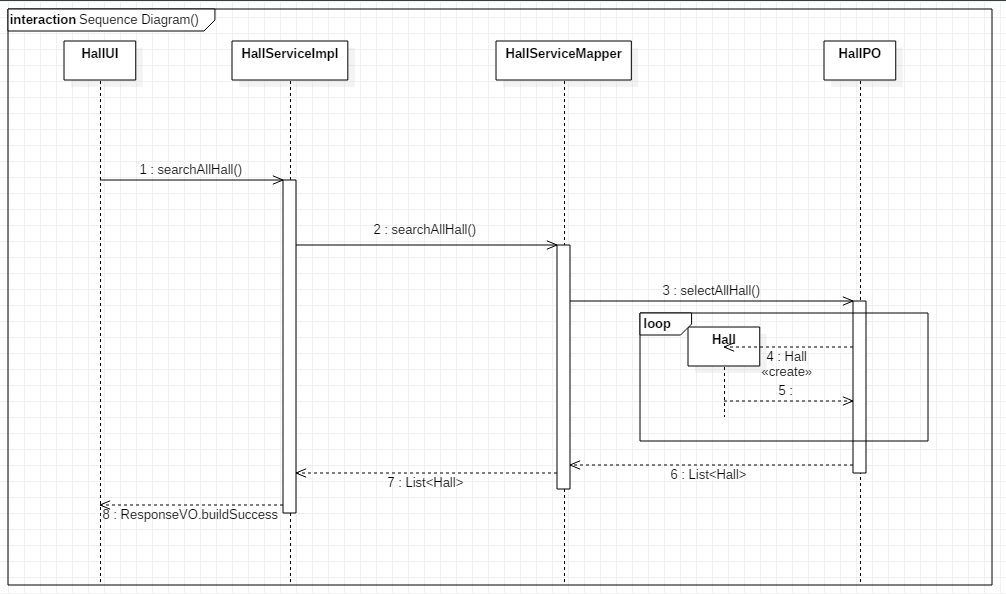 interaction Sequence Diagram()
HallUI
HallServiceImpl
HallServiceMapper
HallPO
1 : searchAllHall()
2 : searchAllHall()
3 : selectAllHall()
loop
Hall
4 : Hall
«create»
5 :
6 : List<Hall>
7 : List<Hall>
8 : ResponseVO.buildSuccess